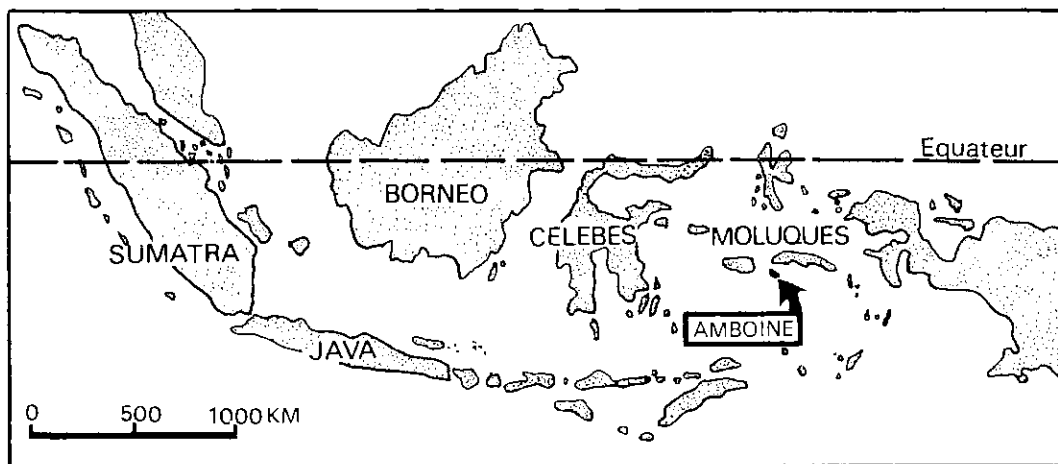 Equateur
BORNEO
SUMATRA
CELEBES
MOLUQUES
AMBOINE
JAVA
0 500 1000 KM